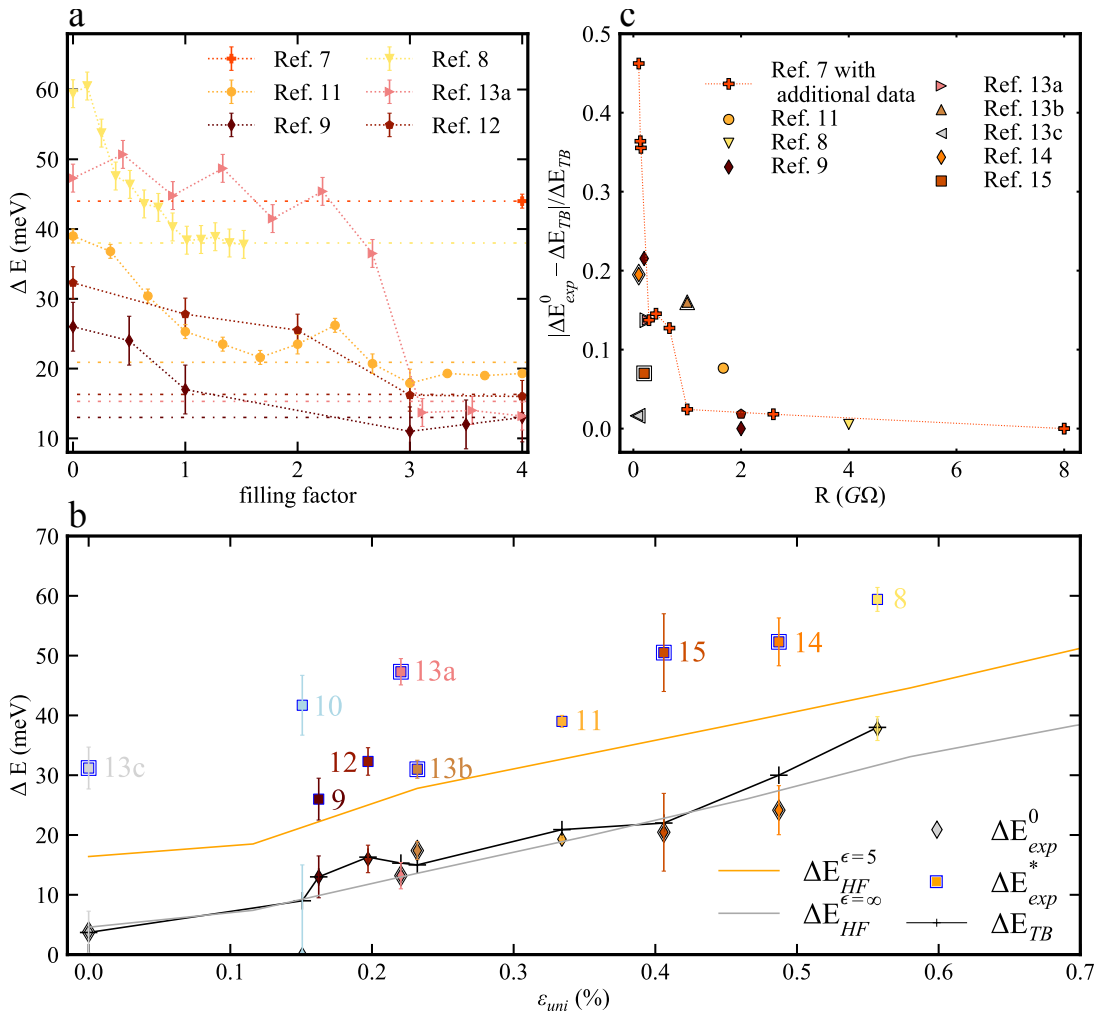 a
Δ E (meV)
60
50
40
30
20
10
0
1
2
3
4
filling factor
Ref. 7
Ref. 11
Ref. 9
Ref. 8
Ref. 13a
Ref. 12
c
|ΔE⁰exp − ΔETB|/ΔETB
0.5
0.4
0.3
0.2
0.1
0.0
0
2
4
6
8
R (GΩ)
Ref. 7 with
additional data
Ref. 11
Ref. 8
Ref. 9
Ref. 13a
Ref. 13b
Ref. 13c
Ref. 14
Ref. 15
b
Δ E (meV)
70
60
50
40
30
20
10
0
0.0
0.1
0.2
0.3
0.4
0.5
0.6
0.7
εuni (%)
13c
10
9
12
13a
13b
11
15
14
8
ΔE^ϵ=5 HF
ΔE^ϵ=∞ HF
ΔE⁰exp
ΔE*exp
ΔETB